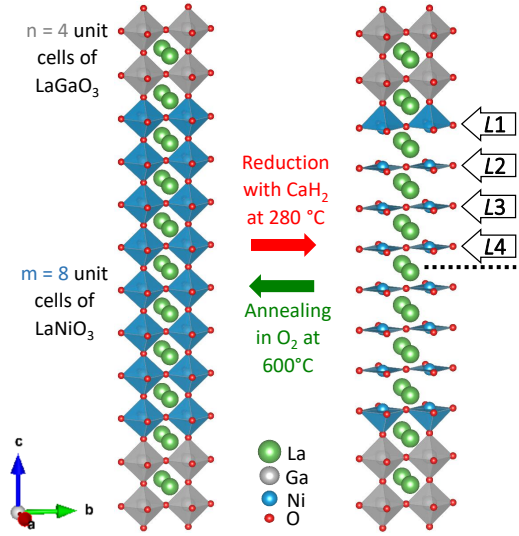 n = 4 unit
cells of
LaGaO₃
L1
L2
Reduction
with CaH₂
at 280 °C
L3
L4
m = 8 unit
cells of
LaNiO₃
Annealing
in O₂ at
600°C
La
Ga
Ni
O
c
b
a